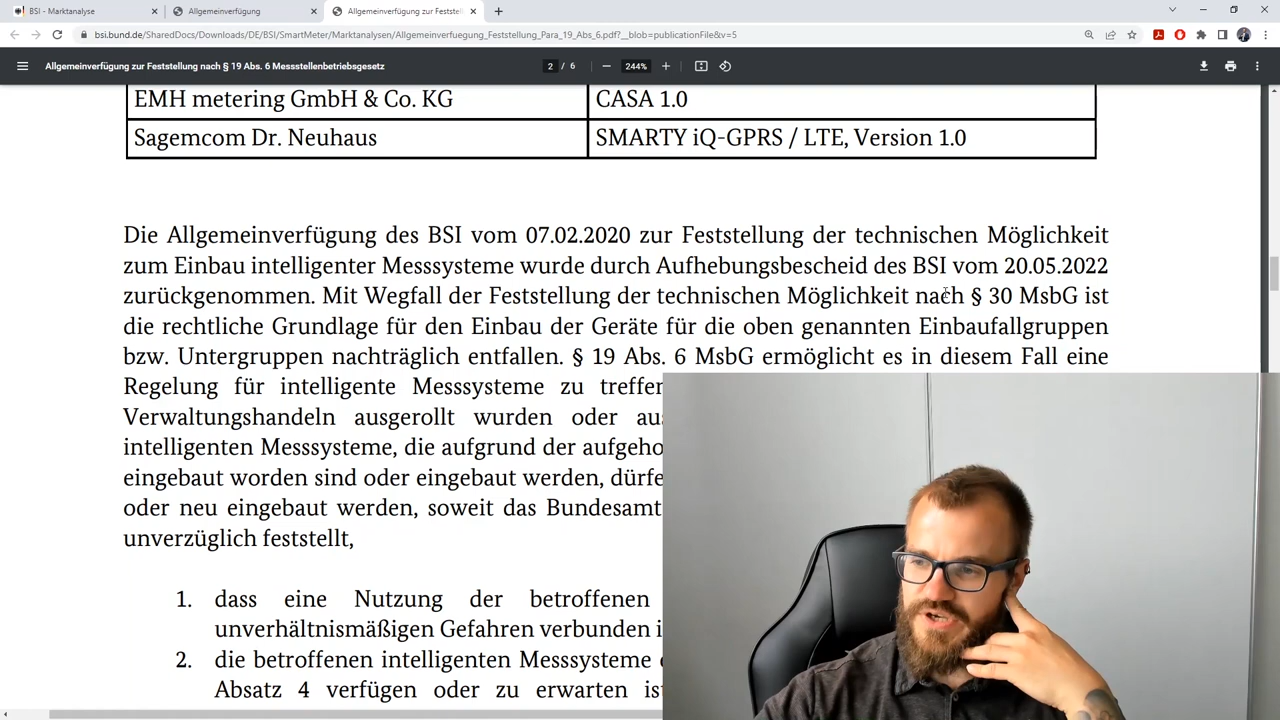 BSI - Marktanalyse
Allgemeinverfügung
Allgemeinverfügung zur Festste
bsi.bund.de/SharedDocs/Downloads/DE/BSI/SmartMeter/Marktanalysen/Allgemeinverfuegung_Feststellung_Para_19_Abs_6.pdf?__blob=publicationFile&v=5
Allgemeinverfügung zur Feststellung nach § 19 Abs. 6 Messstellenbetriebsgesetz
2 / 6
244%
EMH metering GmbH & Co. KG CASA 1.0
Sagemcom Dr. Neuhaus SMARTY iQ-GPRS / LTE, Version 1.0
Die Allgemeinverfügung des BSI vom 07.02.2020 zur Feststellung der technischen Möglichkeit
zum Einbau intelligenter Messsysteme wurde durch Aufhebungsbescheid des BSI vom 20.05.2022
zurückgenommen. Mit Wegfall der Feststellung der technischen Möglichkeit nach § 30 MsbG ist
die rechtliche Grundlage für den Einbau der Geräte für die oben genannten Einbaufallgruppen
bzw. Untergruppen nachträglich entfallen. § 19 Abs. 6 MsbG ermöglicht es in diesem Fall eine
Regelung für intelligente Messsysteme zu treffen
Verwaltungshandeln ausgerollt wurden oder aus
intelligenten Messsysteme, die aufgrund der aufgeho
eingebaut worden sind oder eingebaut werden, dürfe
oder neu eingebaut werden, soweit das Bundesamt
unverzüglich feststellt,
1. dass eine Nutzung der betroffenen
unverhältnismäßigen Gefahren verbunden i
2. die betroffenen intelligenten Messsysteme
Absatz 4 verfügen oder zu erwarten ist